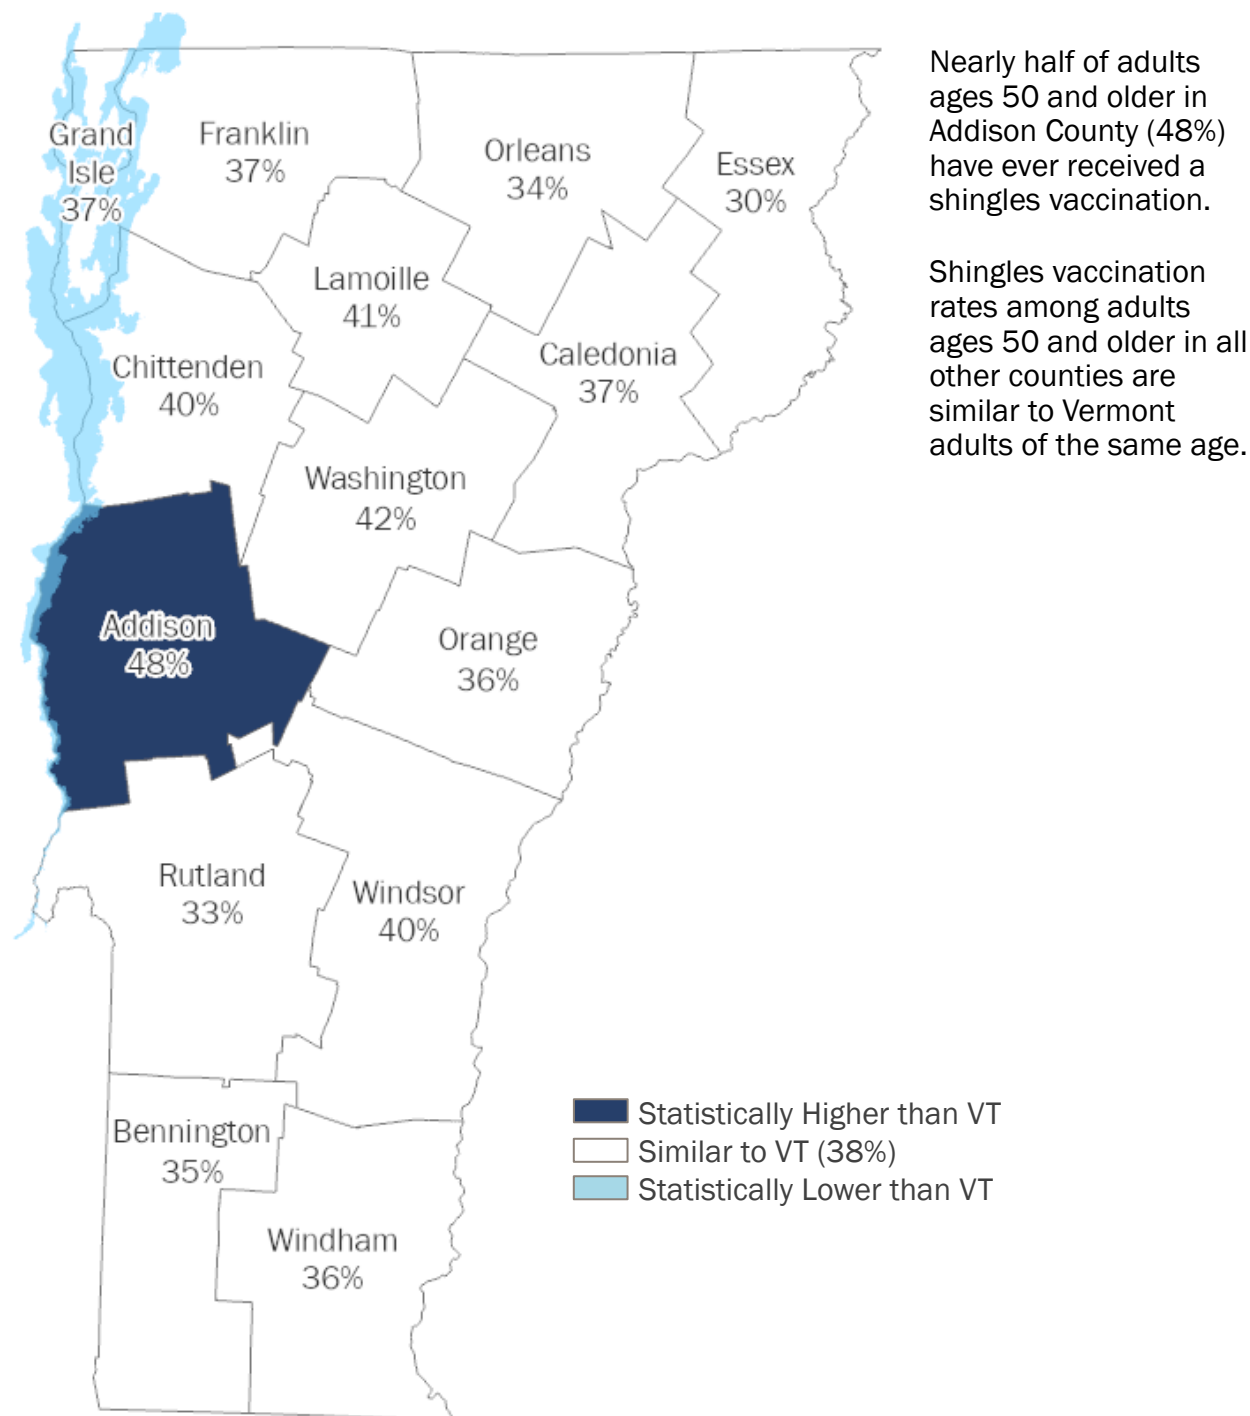 Nearly half of adults
ages 50 and older in
Addison County (48%)
have ever received a
shingles vaccination.
Shingles vaccination
rates among adults
ages 50 and older in all
other counties are
similar to Vermont
adults of the same age.
Grand
Isle
37%
Franklin
37%
Orleans
34%
Essex
30%
Lamoille
41%
Chittenden
40%
Caledonia
37%
Washington
42%
Addison
48%
Orange
36%
Rutland
33%
Windsor
40%
Bennington
35%
Windham
36%
Statistically Higher than VT
Similar to VT (38%)
Statistically Lower than VT